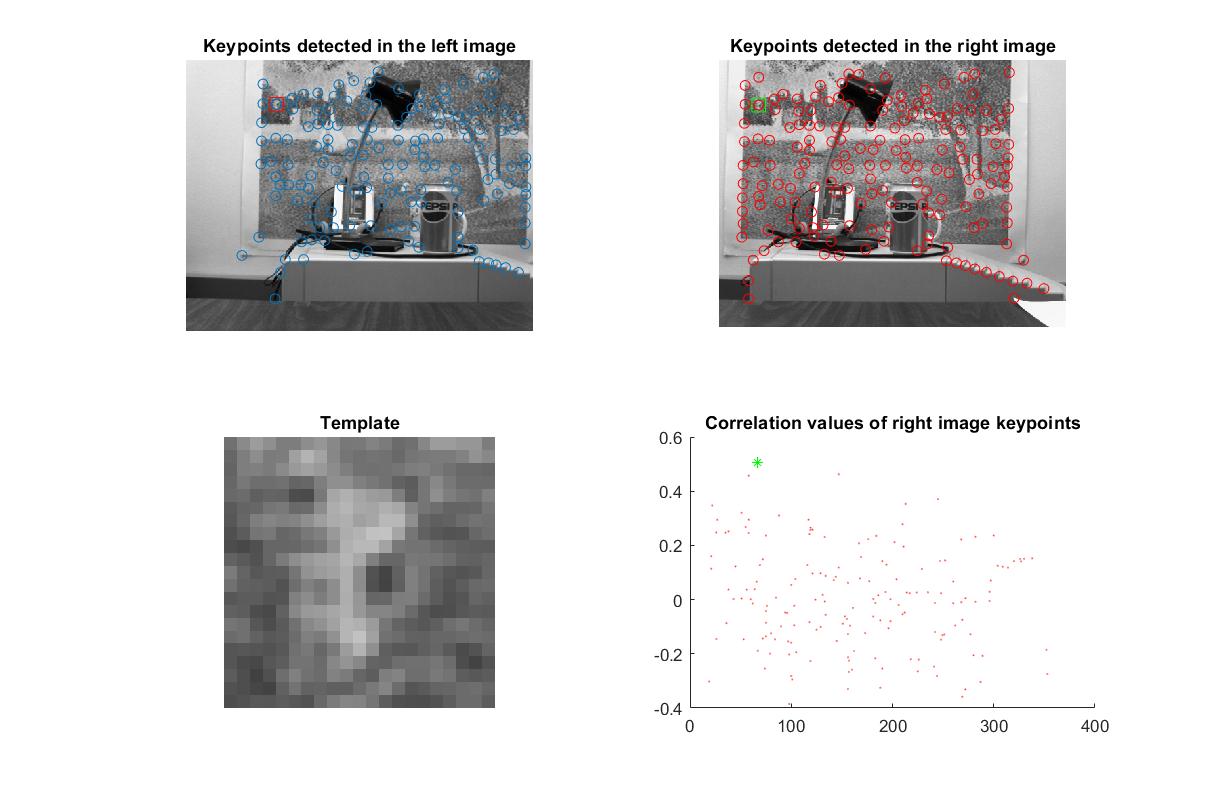 Keypoints detected in the left image
Keypoints detected in the right image
PEPSI P
PEPSI P
Template
Correlation values of right image keypoints
0.6
0.4
0.2
0
-0.2
-0.4
0
100
200
300
400